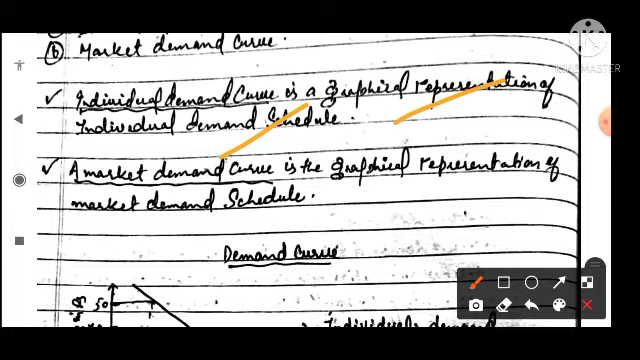 (b) Market demand curve.
✓ Individual demand Curve is a graphical representation of
Individual demand Schedule.
✓ A market demand Curve is the graphical representation of
market demand Schedule.
Demand Curve
50
Individual demand
KINEMASTER